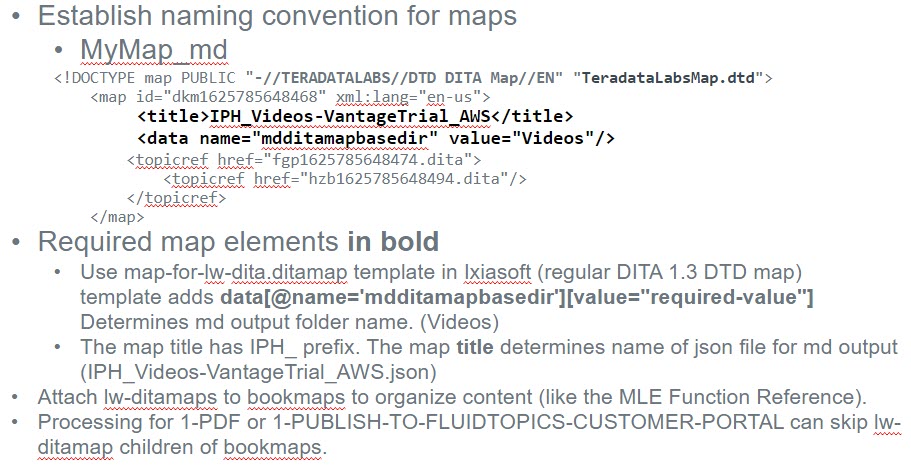 • Establish naming convention for maps
• MyMap_md
<!DOCTYPE map PUBLIC "-//TERADATALABS//DTD DITA Map//EN" "TeradataLabsMap.dtd">
<map id="dkm1625785648468" xml:lang="en-us">
<title>IPH_Videos-VantageTrial_AWS</title>
<data name="mdditamapbasedir" value="Videos"/>
<topicref href="fgp1625785648474.dita">
<topicref href="hzb1625785648494.dita"/>
</topicref>
</map>
• Required map elements in bold
• Use map-for-lw-dita.ditamap template in Ixiasoft (regular DITA 1.3 DTD map)
template adds data[@name='mdditamapbasedir'][value="required-value"]
Determines md output folder name. (Videos)
• The map title has IPH_ prefix. The map title determines name of json file for md output
(IPH_Videos-VantageTrial_AWS.json)
• Attach lw-ditamaps to bookmaps to organize content (like the MLE Function Reference).
• Processing for 1-PDF or 1-PUBLISH-TO-FLUIDTOPICS-CUSTOMER-PORTAL can skip lw-
ditamap children of bookmaps.